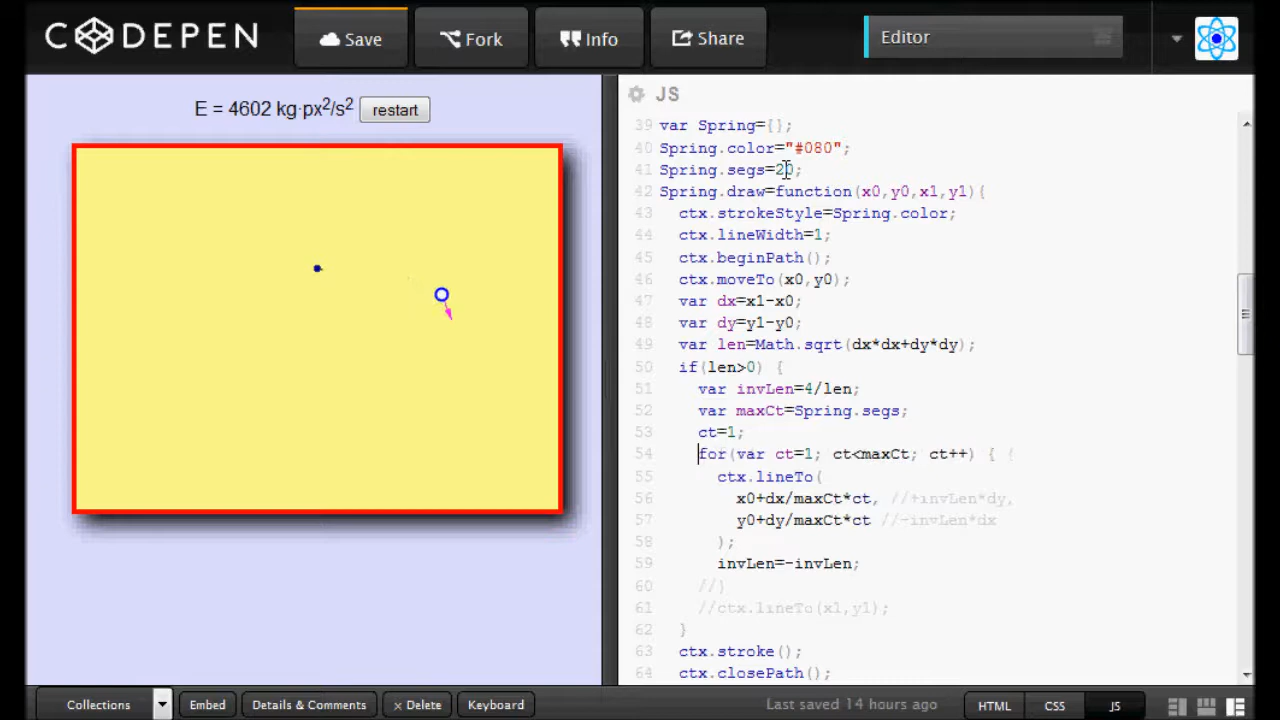 CODEPEN
Save
Fork
Info
Share
Editor
E = 4602 kg·px²/s² restart
JS
39 var Spring={};
40 Spring.color="#080";
41 Spring.segs=20;
42 Spring.draw=function(x0,y0,x1,y1){
43 ctx.strokeStyle=Spring.color;
44 ctx.lineWidth=1;
45 ctx.beginPath();
46 ctx.moveTo(x0,y0);
47 var dx=x1-x0;
48 var dy=y1-y0;
49 var len=Math.sqrt(dx*dx+dy*dy);
50 if(len>0) {
51 var invLen=4/len;
52 var maxCt=Spring.segs;
53 ct=1;
54 for(var ct=1; ct<maxCt; ct++) {
55 ctx.lineTo(
56 x0+dx/maxCt*ct, //+invLen*dy,
57 y0+dy/maxCt*ct //-invLen*dx
58 );
59 invLen=-invLen;
60 //}
61 //ctx.lineTo(x1,y1);
62 }
63 ctx.stroke();
64 ctx.closePath();
Collections
Embed
Details & Comments
× Delete
Keyboard
Last saved 14 hours ago
HTML
CSS
JS